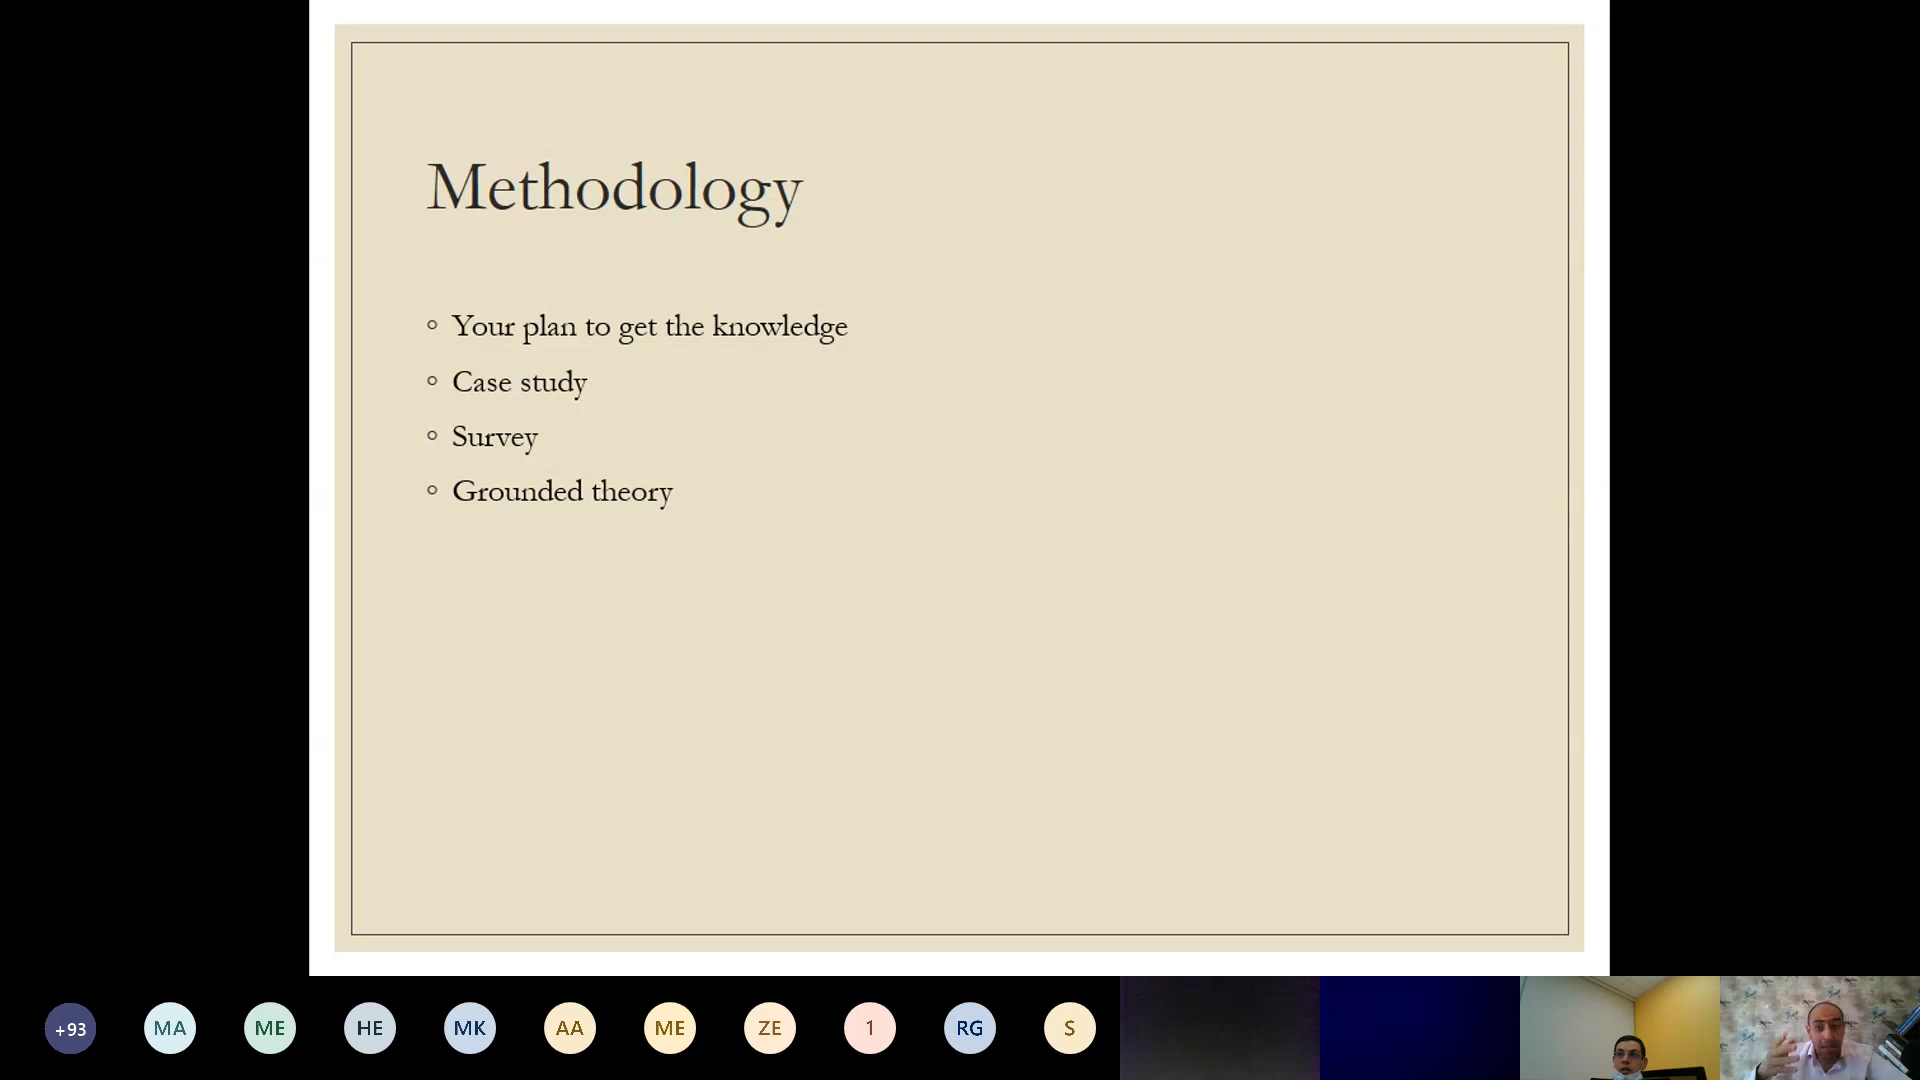 Methodology
Your plan to get the knowledge
Case study
Survey
Grounded theory
+93
MA
ME
HE
MK
AA
ME
ZE
1
RG
S